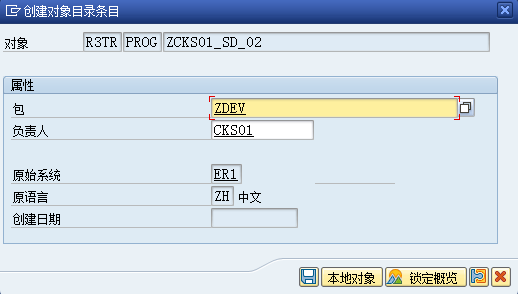 创建对象目录条目
对象 R3TR PROG ZCKS01_SD_02
属性
包 ZDEV
负责人 CKS01
原始系统 ER1
原语言 ZH 中文
创建日期
本地对象 锁定概览